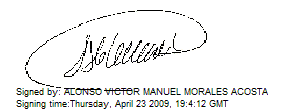 Signed by: ALONSO VICTOR MANUEL MORALES ACOSTA
Signing time:Thursday, April 23 2009, 19:4:12 GMT